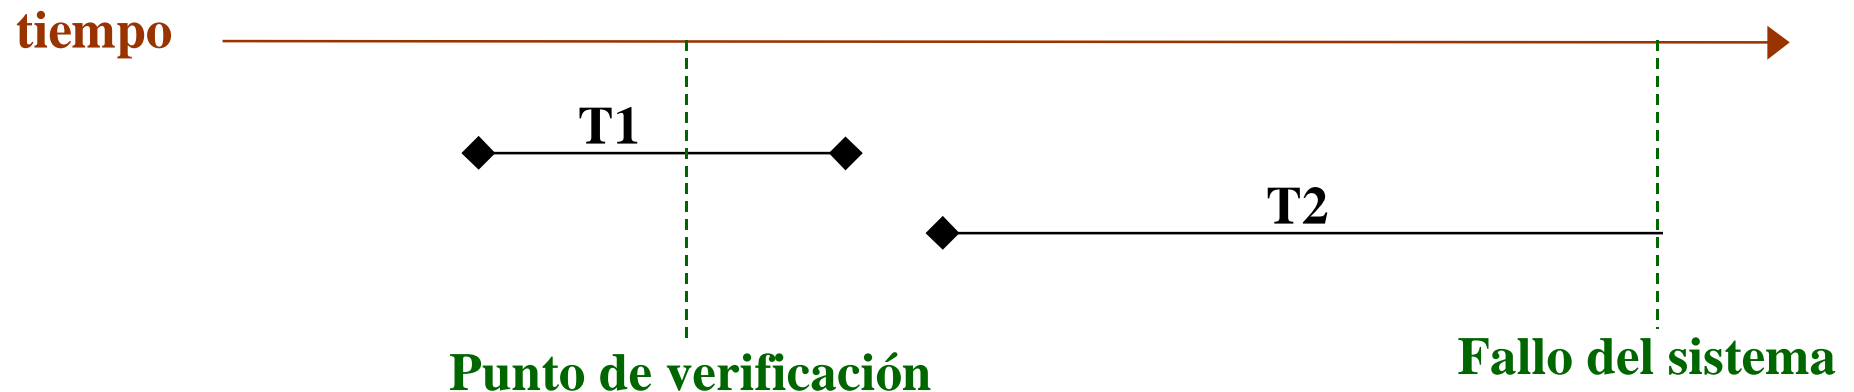 tiempo
T1
T2
Punto de verificación
Fallo del sistema